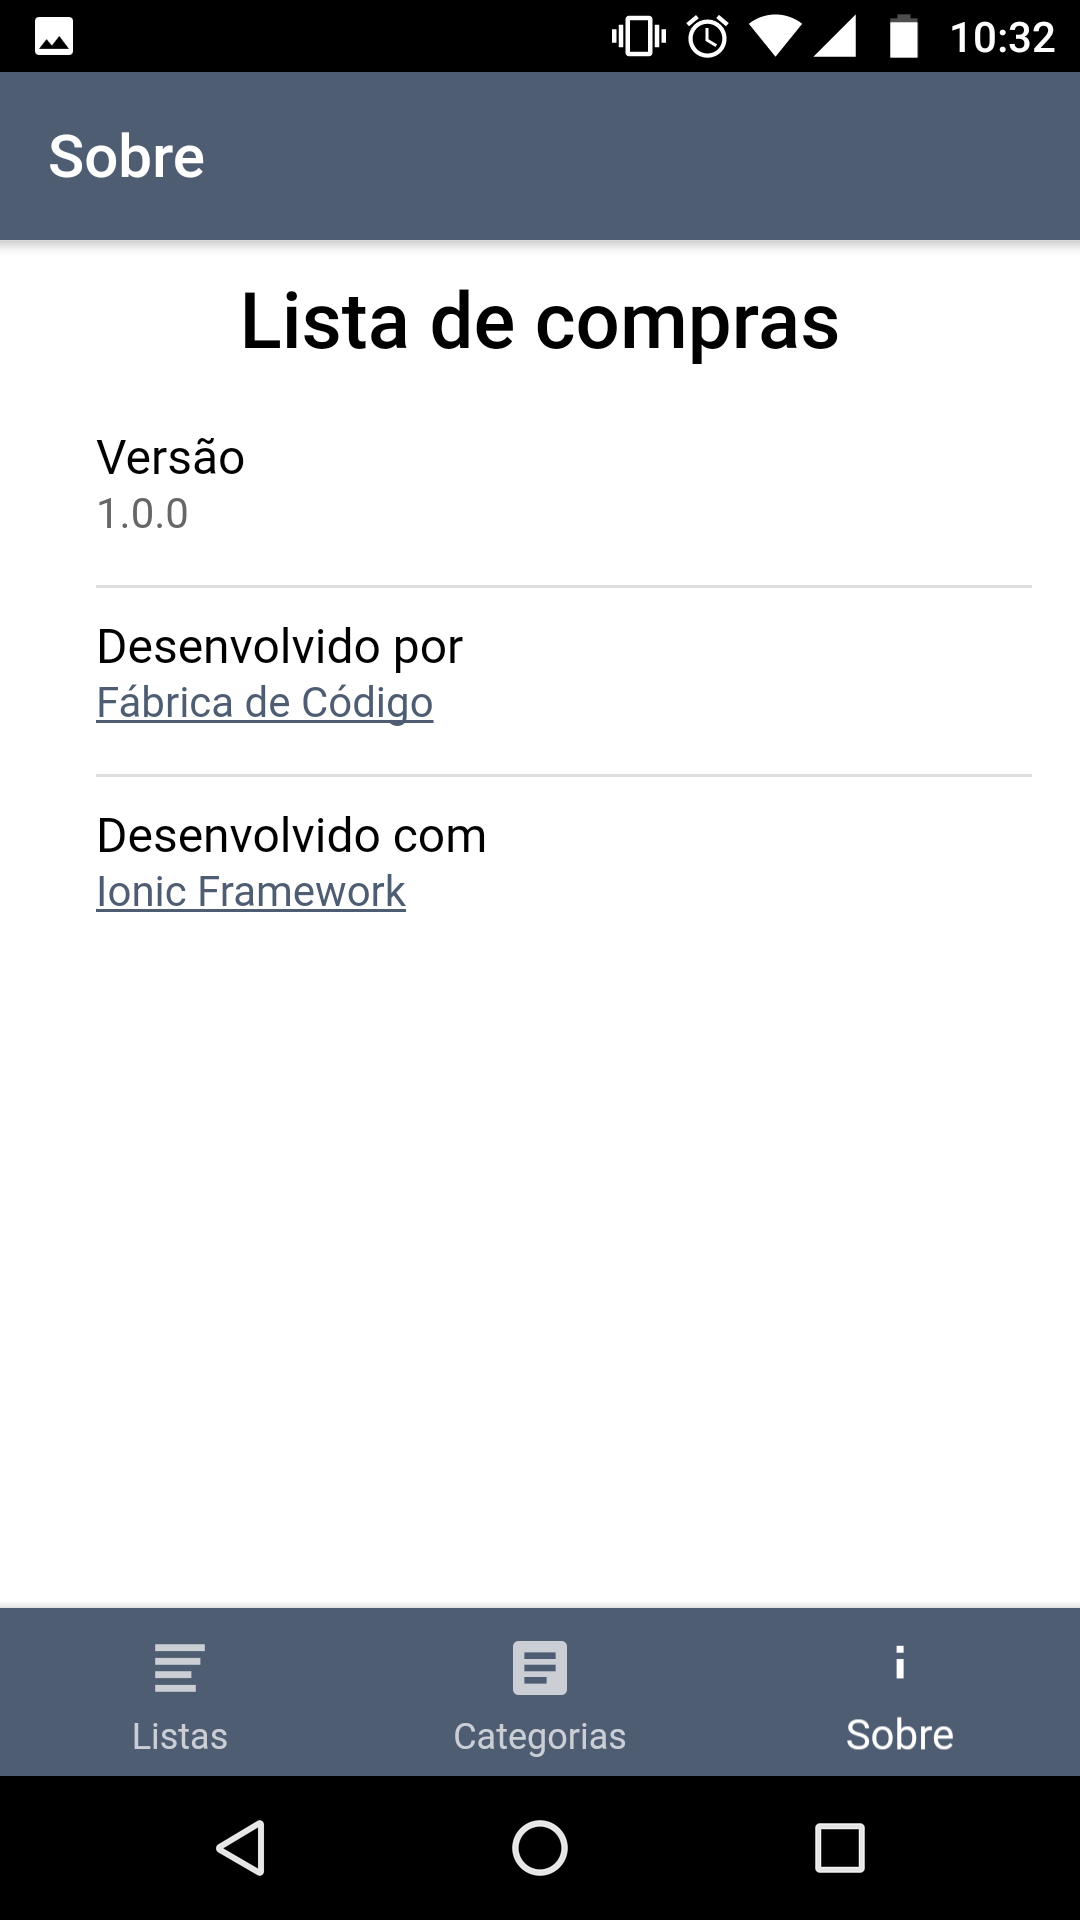 10:32
Sobre
Lista de compras
Versão
1.0.0
Desenvolvido por
Fábrica de Código
Desenvolvido com
Ionic Framework
Listas
Categorias
Sobre